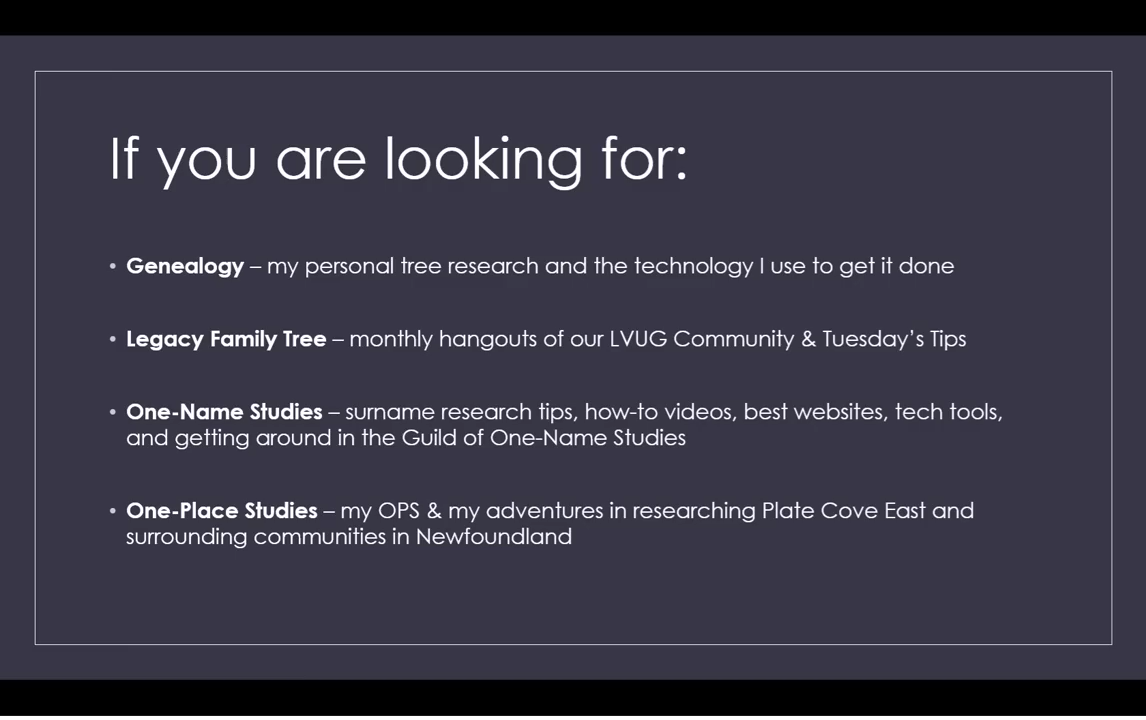 If you are looking for:
• Genealogy – my personal tree research and the technology I use to get it done
• Legacy Family Tree – monthly hangouts of our LVUG Community & Tuesday’s Tips
• One-Name Studies – surname research tips, how-to videos, best websites, tech tools,
and getting around in the Guild of One-Name Studies
• One-Place Studies – my OPS & my adventures in researching Plate Cove East and
surrounding communities in Newfoundland